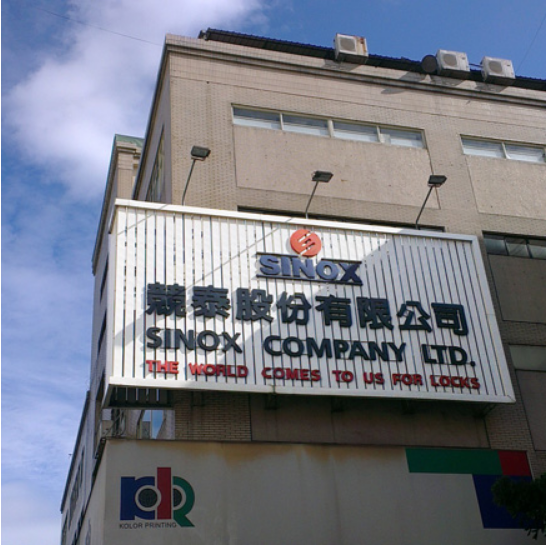 SINOX
競泰股份有限公司
SINOX COMPANY LTD.
THE WORLD COMES TO US FOR LOCKS
KOLOR PRINTING